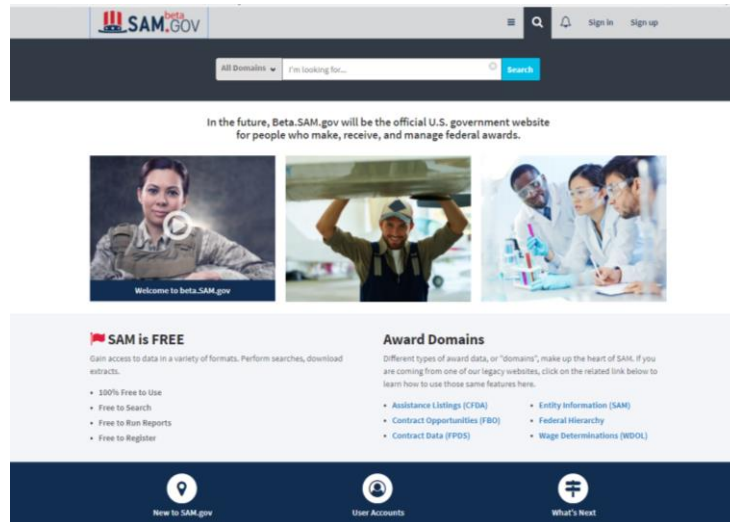 beta
SAM.GOV
Sign in Sign up
All Domains I'm looking for... Search
In the future, Beta.SAM.gov will be the official U.S. government website
for people who make, receive, and manage federal awards.
Welcome to beta.SAM.gov
SAM is FREE
Gain access to data in a variety of formats. Perform searches, download
extracts.
• 100% Free to Use
• Free to Search
• Free to Run Reports
• Free to Register
Award Domains
Different types of award data, or "domains", make up the heart of SAM. If you
are coming from one of our legacy websites, click on the related link below to
learn how to use those same features here.
• Assistance Listings (CFDA)
• Contract Opportunities (FBO)
• Contract Data (FPDS)
• Entity Information (SAM)
• Federal Hierarchy
• Wage Determinations (WDOL)
New to SAM.gov User Accounts What's Next